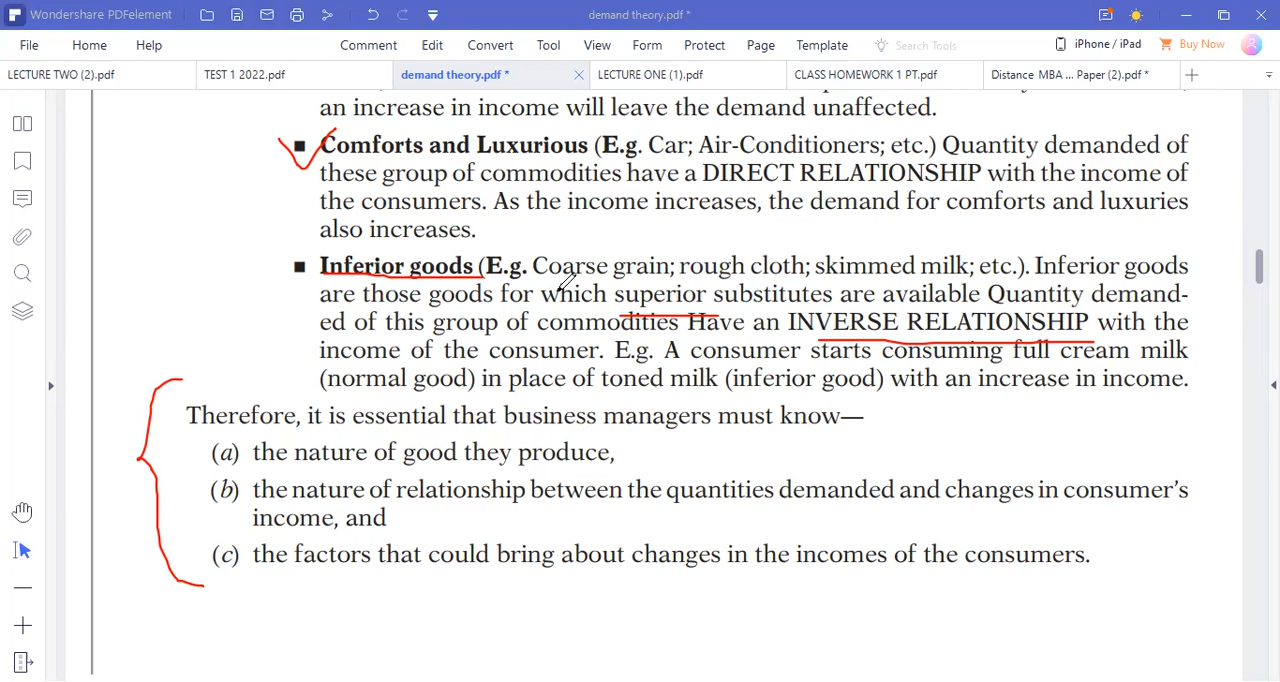 Wondershare PDFelement
demand theory.pdf *
File Home Help Comment Edit Convert Tool View Form Protect Page Template Search Tools iPhone / iPad Buy Now
LECTURE TWO (2).pdf TEST 1 2022.pdf demand theory.pdf * LECTURE ONE (1).pdf CLASS HOMEWORK 1 PT.pdf Distance MBA ... Paper (2).pdf *
an increase in income will leave the demand unaffected.
■ Comforts and Luxurious (E.g. Car; Air-Conditioners; etc.) Quantity demanded of
these group of commodities have a DIRECT RELATIONSHIP with the income of
the consumers. As the income increases, the demand for comforts and luxuries
also increases.
■ Inferior goods (E.g. Coarse grain; rough cloth; skimmed milk; etc.). Inferior goods
are those goods for which superior substitutes are available Quantity demand-
ed of this group of commodities Have an INVERSE RELATIONSHIP with the
income of the consumer. E.g. A consumer starts consuming full cream milk
(normal good) in place of toned milk (inferior good) with an increase in income.
Therefore, it is essential that business managers must know—
(a) the nature of good they produce,
(b) the nature of relationship between the quantities demanded and changes in consumer's
income, and
(c) the factors that could bring about changes in the incomes of the consumers.